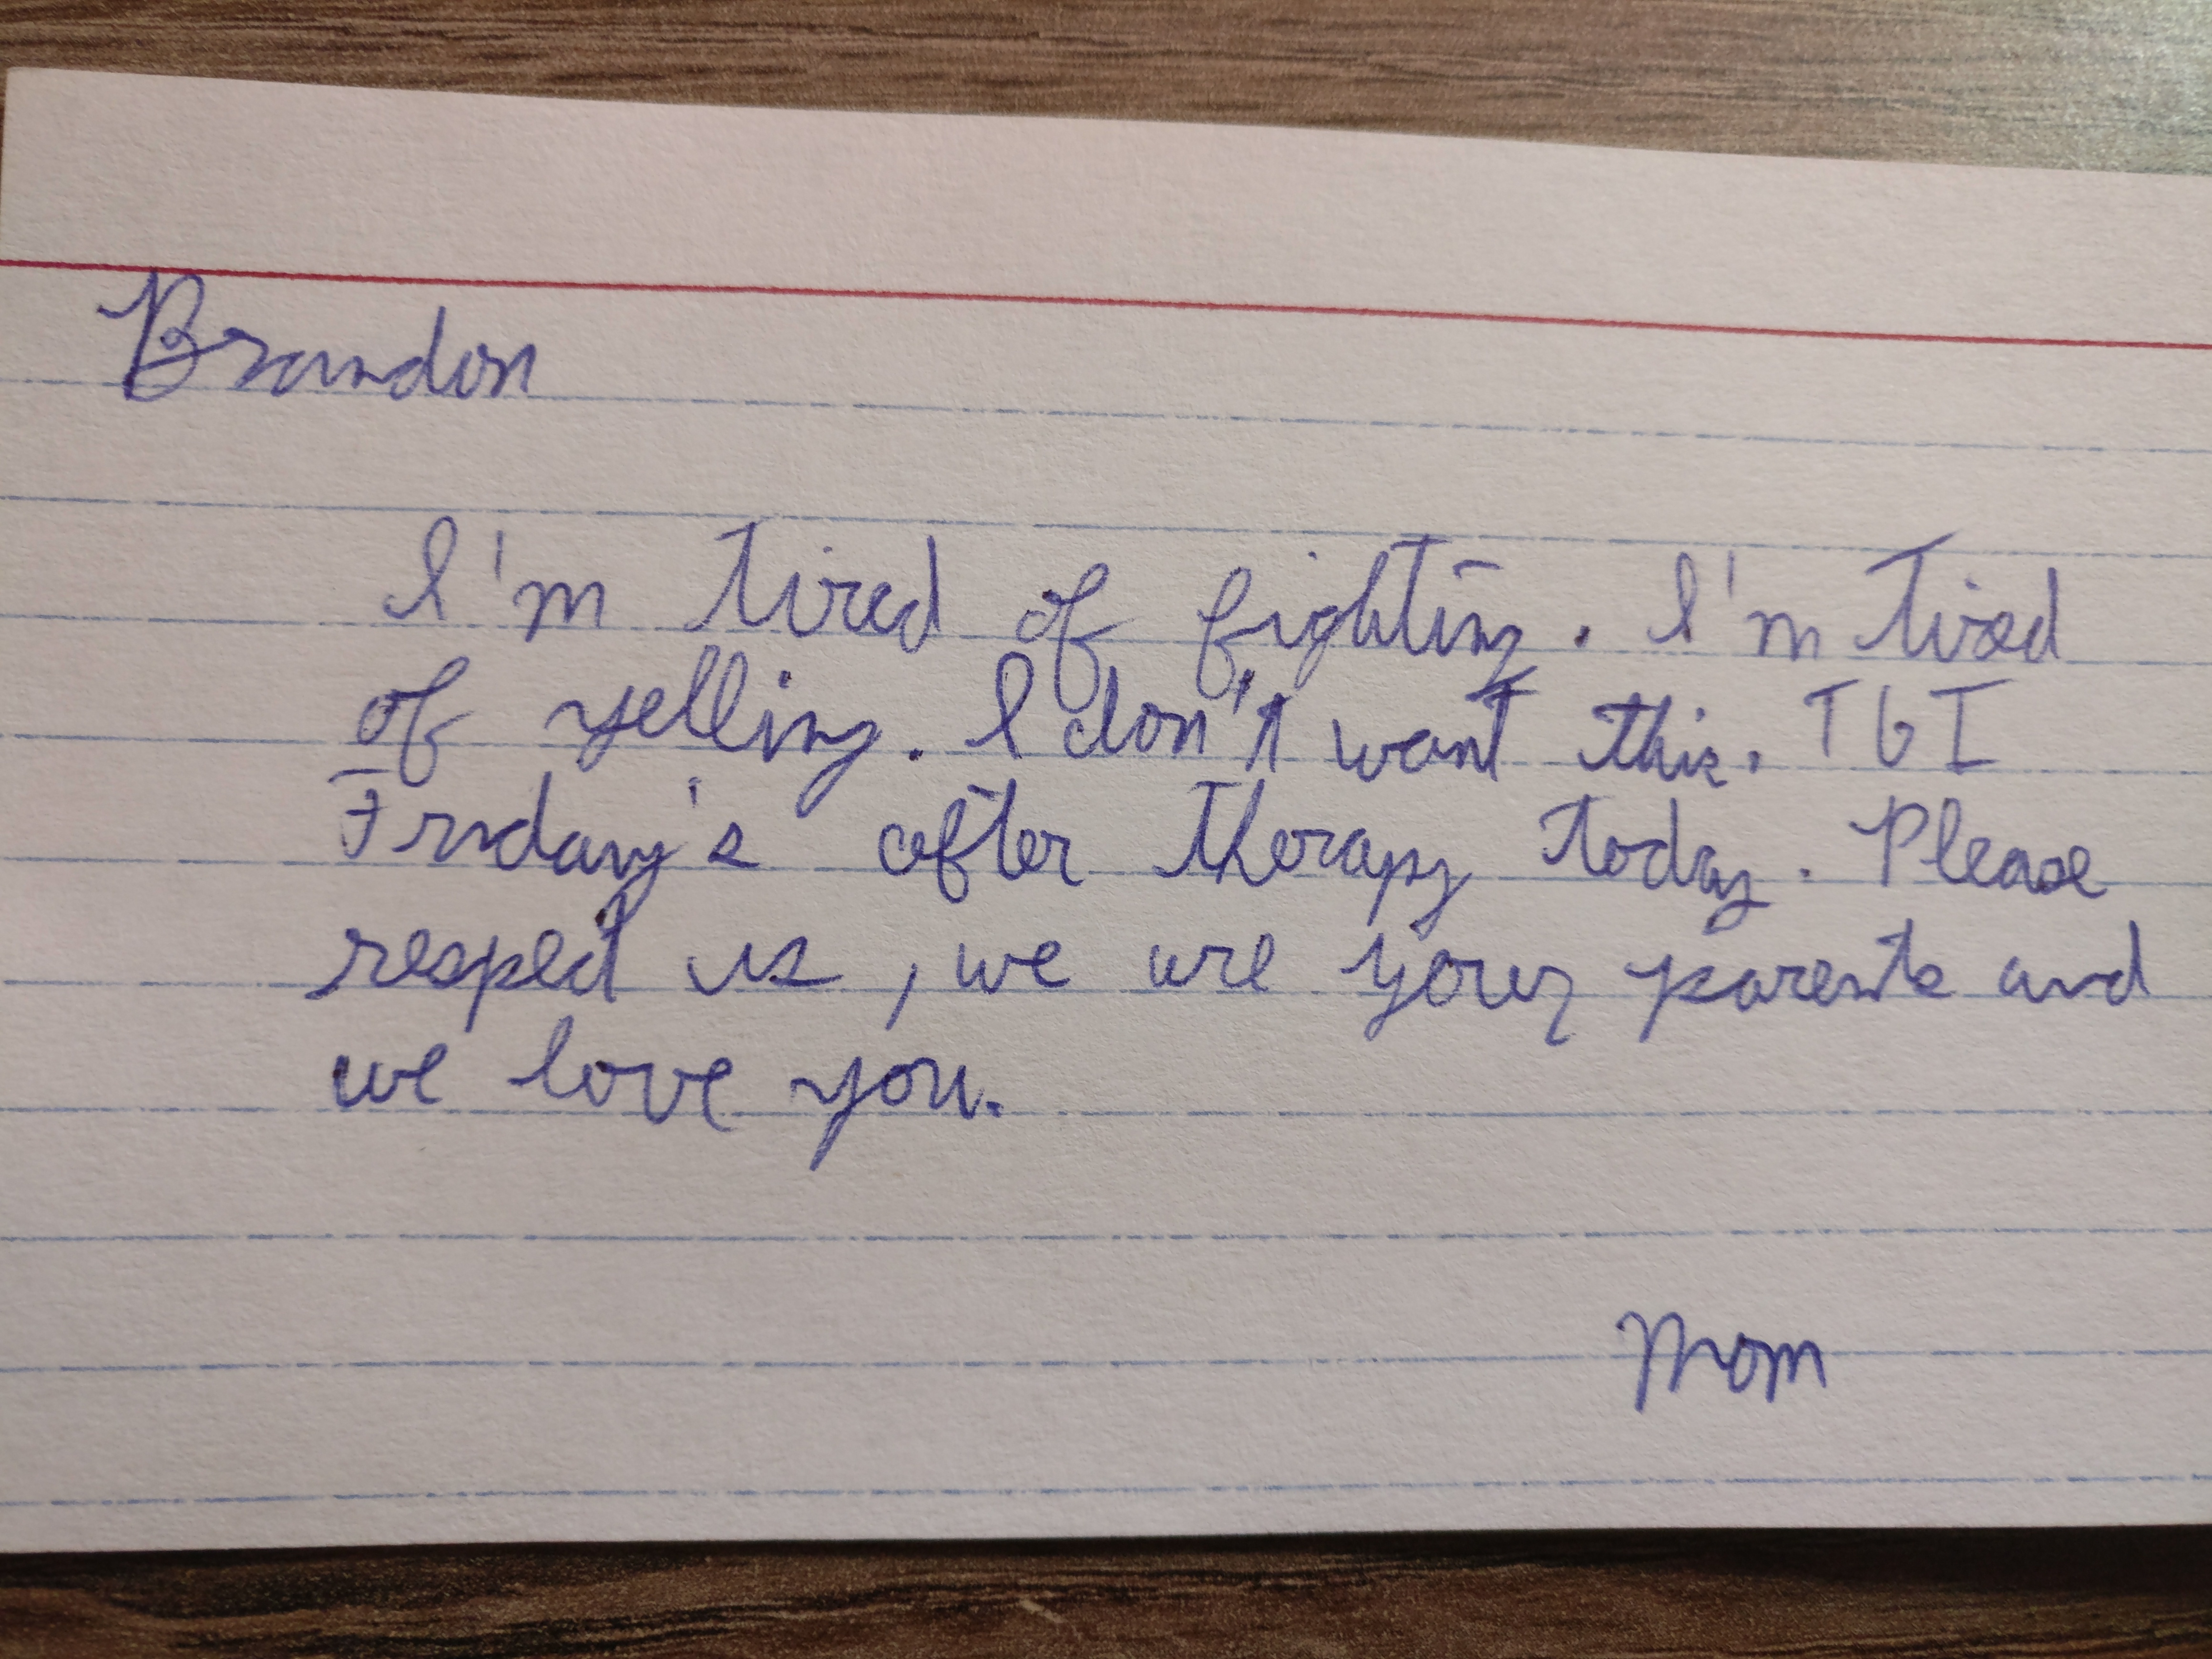 Brandon
I'm tired of fighting. I'm tired
of yelling. I don't want this. TGI
Friday's after therapy today. Please
respect us, we are your parents and
we love you.
Mom